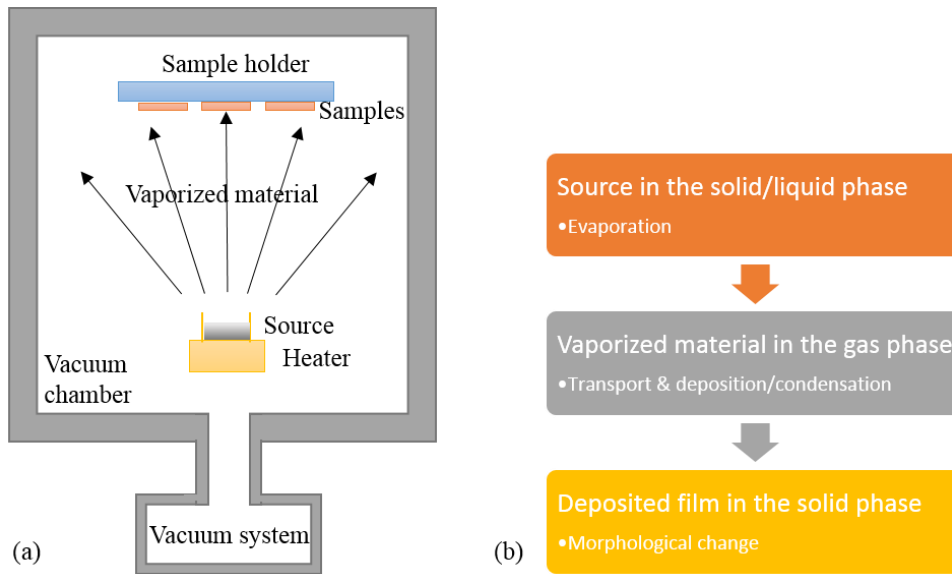 Sample holder
Samples
Vaporized material
Source
Heater
Vacuum
chamber
Vacuum system
(a)
Source in the solid/liquid phase
•Evaporation
Vaporized material in the gas phase
•Transport & deposition/condensation
Deposited film in the solid phase
•Morphological change
(b)